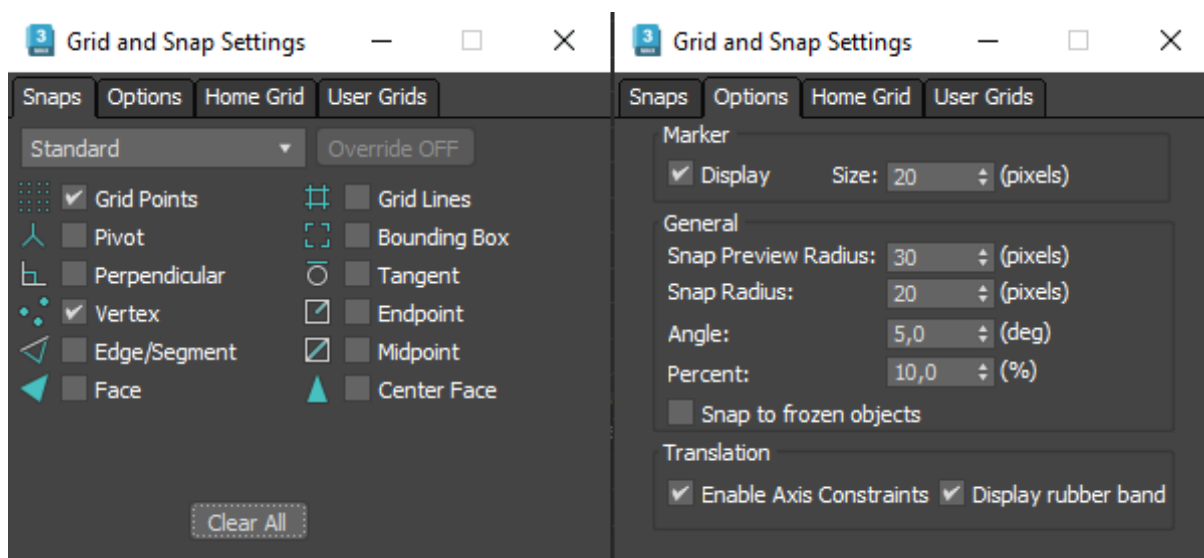 Grid and Snap Settings
Snaps Options Home Grid User Grids
Standard Override OFF
Grid Points Grid Lines
Pivot Bounding Box
Perpendicular Tangent
Vertex Endpoint
Edge/Segment Midpoint
Face Center Face
Clear All
Grid and Snap Settings
Snaps Options Home Grid User Grids
Marker
Display Size: 20 (pixels)
General
Snap Preview Radius: 30 (pixels)
Snap Radius: 20 (pixels)
Angle: 5,0 (deg)
Percent: 10,0 (%)
Snap to frozen objects
Translation
Enable Axis Constraints Display rubber band